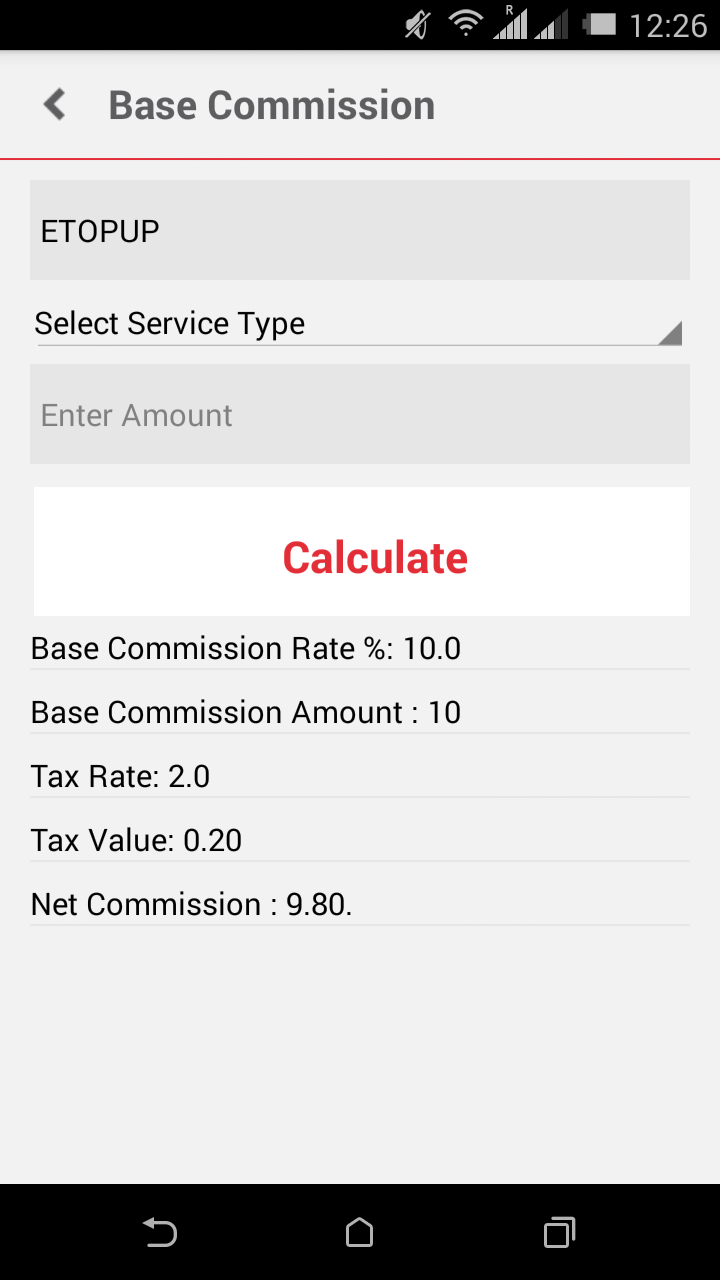 R
12:26
Base Commission
ETOPUP
Select Service Type
Enter Amount
Calculate
Base Commission Rate %: 10.0
Base Commission Amount : 10
Tax Rate: 2.0
Tax Value: 0.20
Net Commission : 9.80.